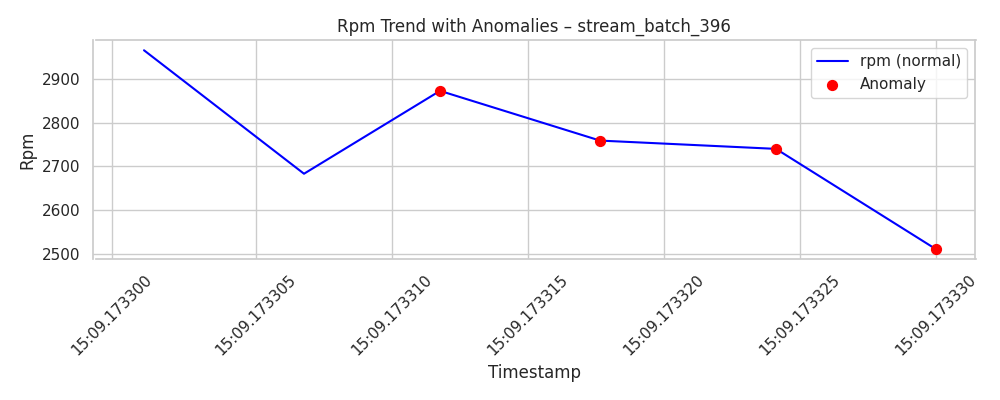 Rpm Trend with Anomalies – stream_batch_396
rpm (normal)
Anomaly
Rpm
2900
2800
2700
2600
2500
15:09.173300
15:09.173305
15:09.173310
15:09.173315
15:09.173320
15:09.173325
15:09.173330
Timestamp